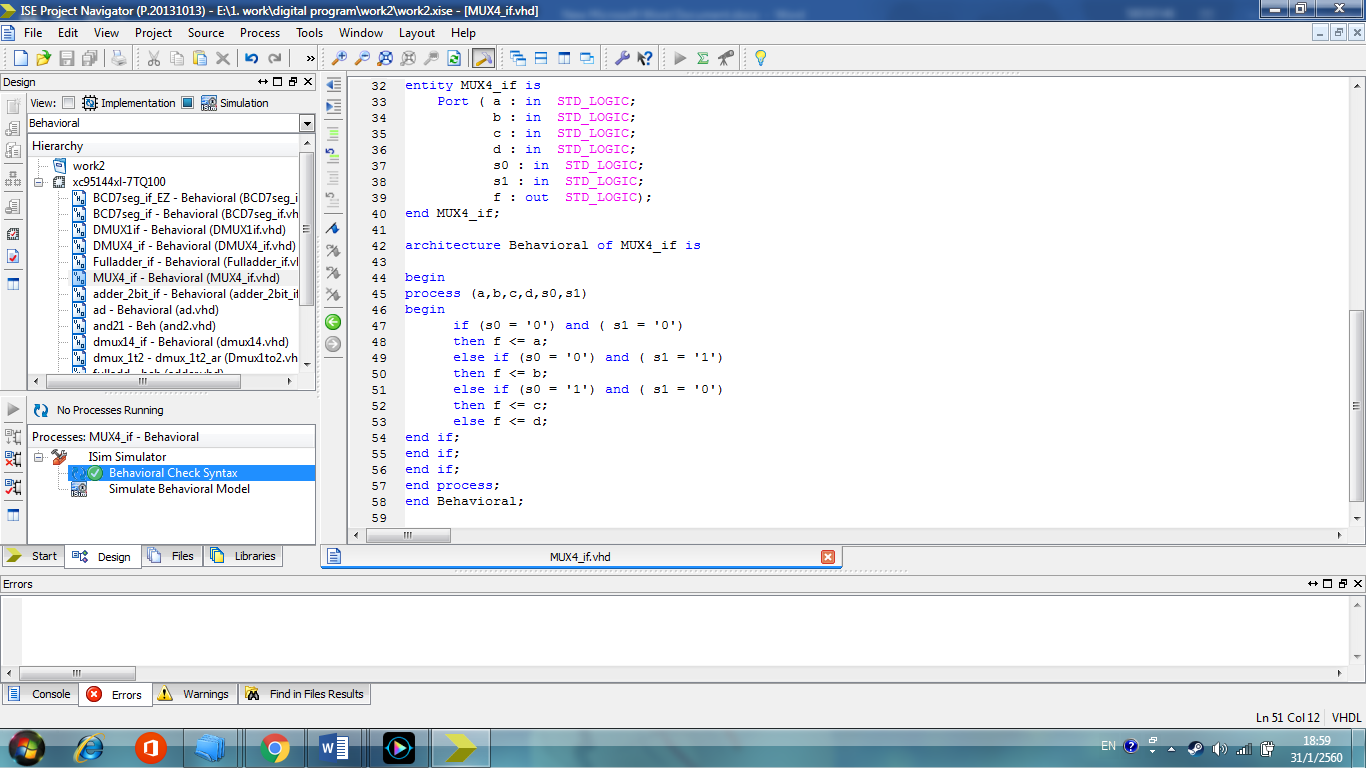 ISE Project Navigator (P.20131013) - E:\1. work\digital program\work2\work2.xise - [MUX4_if.vhd]
File Edit View Project Source Process Tools Window Layout Help
Design
View: Implementation Simulation
Behavioral
Hierarchy
work2
xc95144xl-7TQ100
BCD7seg_if_EZ - Behavioral (BCD7seg_i
BCD7seg_if - Behavioral (BCD7seg_if.vh
DMUX1if - Behavioral (DMUX1if.vhd)
DMUX4_if - Behavioral (DMUX4_if.vhd)
Fulladder_if - Behavioral (Fulladder_if.vl
MUX4_if - Behavioral (MUX4_if.vhd)
adder_2bit_if - Behavioral (adder_2bit_if
ad - Behavioral (ad.vhd)
and21 - Beh (and2.vhd)
dmux14_if - Behavioral (dmux14_if.vhd)
dmux_1t2 - dmux_1t2_ar (Dmux1to2.vh
No Processes Running
Processes: MUX4_if - Behavioral
ISim Simulator
Behavioral Check Syntax
Simulate Behavioral Model
Start Design Files Libraries
32 entity MUX4_if is
33 Port ( a : in STD_LOGIC;
34 b : in STD_LOGIC;
35 c : in STD_LOGIC;
36 d : in STD_LOGIC;
37 s0 : in STD_LOGIC;
38 s1 : in STD_LOGIC;
39 f : out STD_LOGIC);
40 end MUX4_if;
41
42 architecture Behavioral of MUX4_if is
43
44 begin
45 process (a,b,c,d,s0,s1)
46 begin
47 if (s0 = '0') and ( s1 = '0')
48 then f <= a;
49 else if (s0 = '0') and ( s1 = '1')
50 then f <= b;
51 else if (s0 = '1') and ( s1 = '0')
52 then f <= c;
53 else f <= d;
54 end if;
55 end if;
56 end if;
57 end process;
58 end Behavioral;
59
MUX4_if.vhd
Errors
Console Errors Warnings Find in Files Results
Ln 51 Col 12 VHDL
EN
18:59
31/1/2560